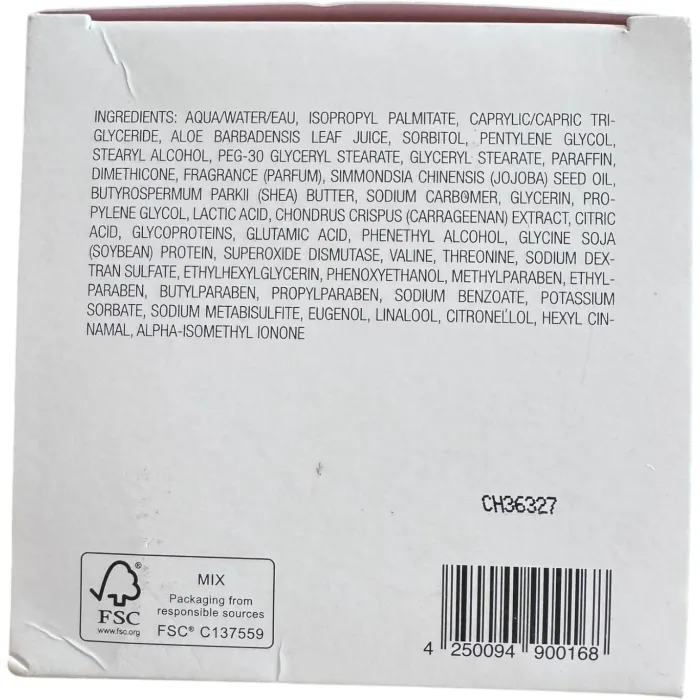 INGREDIENTS: AQUA/WATER/EAU, ISOPROPYL PALMITATE, CAPRYLIC/CAPRIC TRI-
GLYCERIDE, ALOE BARBADENSIS LEAF JUICE, SORBITOL, PENTYLENE GLYCOL,
STEARYL ALCOHOL, PEG-30 GLYCERYL STEARATE, GLYCERYL STEARATE, PARAFFIN,
DIMETHICONE, FRAGRANCE (PARFUM), SIMMONDSIA CHINENSIS (JOJOBA) SEED OIL,
BUTYROSPERMUM PARKII (SHEA) BUTTER, SODIUM CARBOMER, GLYCERIN, PRO-
PYLENE GLYCOL, LACTIC ACID, CHONDRUS CRISPUS (CARRAGEENAN) EXTRACT, CITRIC
ACID, GLYCOPROTEINS, GLUTAMIC ACID, PHENETHYL ALCOHOL, GLYCINE SOJA
(SOYBEAN) PROTEIN, SUPEROXIDE DISMUTASE, VALINE, THREONINE, SODIUM DEX-
TRAN SULFATE, ETHYLHEXYLGLYCERIN, PHENOXYETHANOL, METHYLPARABEN, ETHYL-
PARABEN, BUTYLPARABEN, PROPYLPARABEN, SODIUM BENZOATE, POTASSIUM
SORBATE, SODIUM METABISULFITE, EUGENOL, LINALOOL, CITRONELLOL, HEXYL CIN-
NAMAL, ALPHA-ISOMETHYL IONONE
CH36327
FSC
www.fsc.org
MIX
Packaging from
responsible sources
FSC® C137559
4 250094 900168